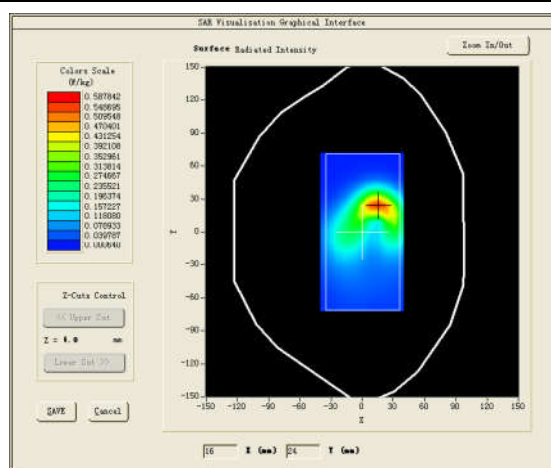 SAR Visualisation Graphical Interface
Surface Radiated Intensity
Zoom In/Out
Colors Scale
(W/kg)
0.587842
0.548695
0.509548
0.470401
0.431254
0.392108
0.352961
0.313814
0.274667
0.235521
0.196374
0.157227
0.118080
0.078933
0.039787
0.000640
Z-Cuts Control
<< Upper Cut
Z = 4.0 mm
Lower Cut >>
SAVE
Cancel
150
120
90
60
30
0
-30
-60
-90
-120
-150
Y
-150 -120 -90 -60 -30 0 30 60 90 120 150
X
16 X (mm) 24 Y (mm)